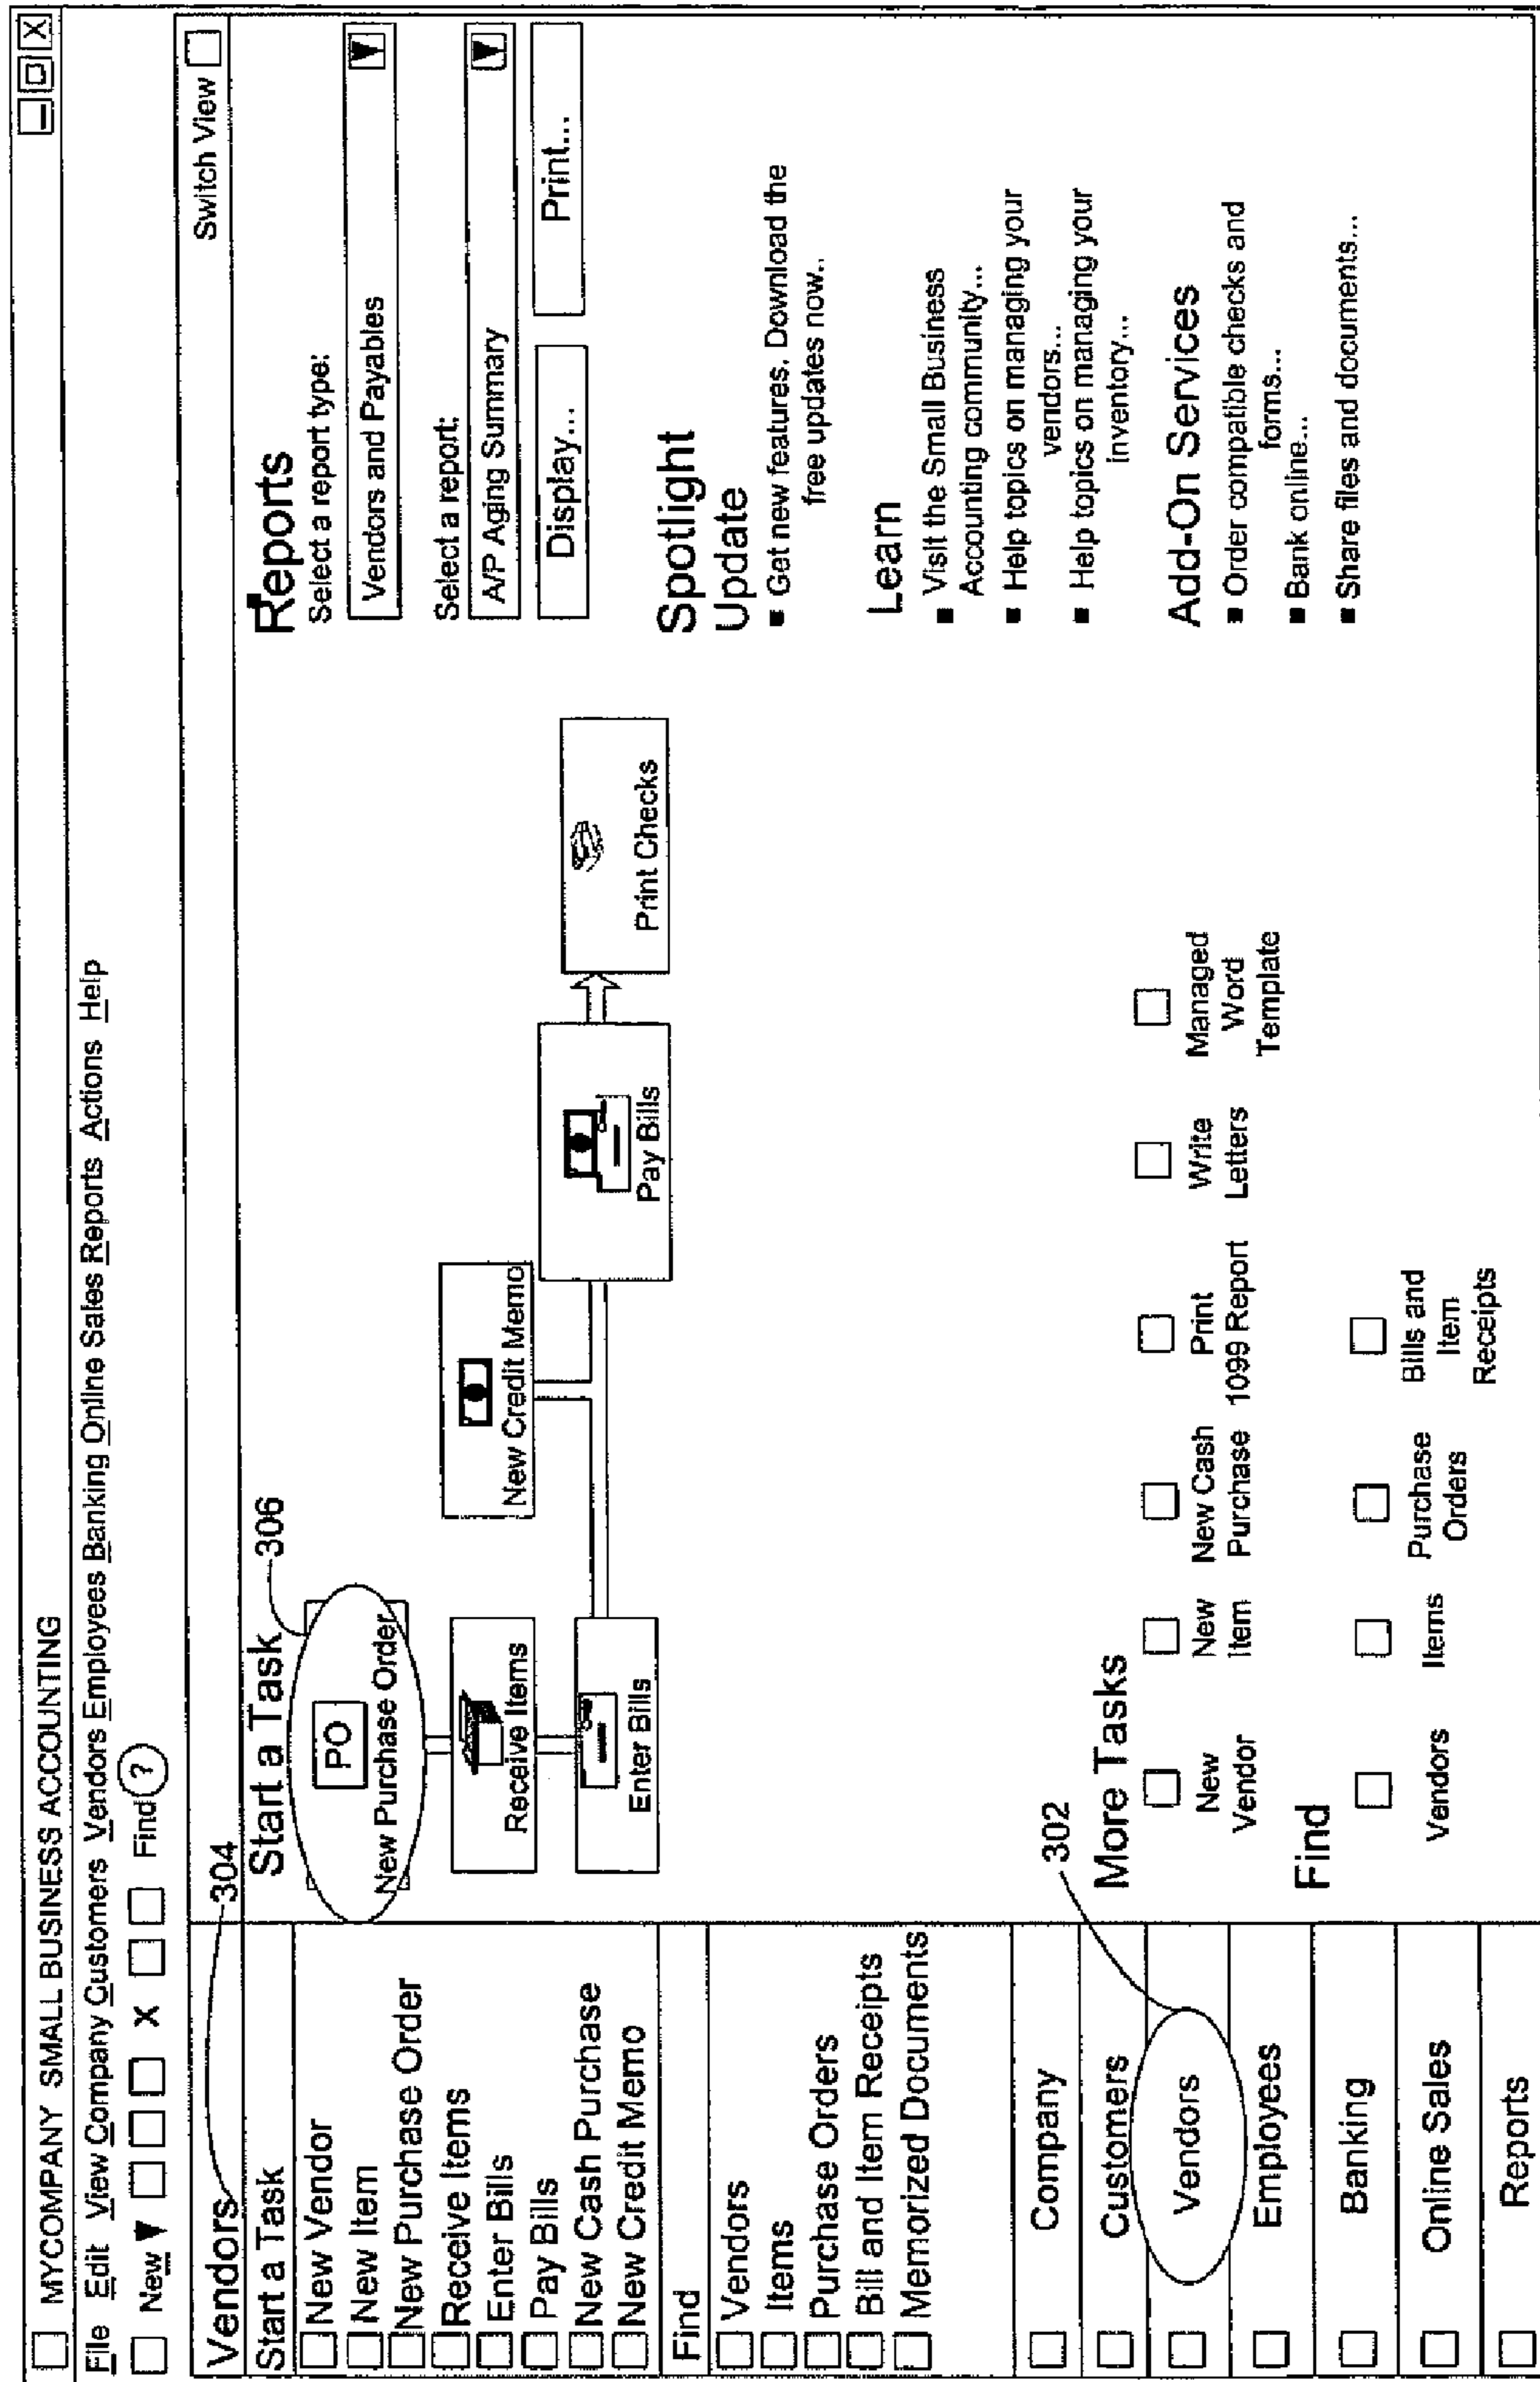 MYCOMPANY SMALL BUSINESS ACCOUNTING
File Edit View Company Customers Vendors Employees Banking Online Sales Reports Actions Help
New Find ?
Vendors
304
Switch View
Start a Task
New Vendor
New Item
New Purchase Order
Receive Items
Enter Bills
Pay Bills
New Cash Purchase
New Credit Memo
Find
Vendors
Items
Purchase Orders
Bill and Item Receipts
Memorized Documents
Company
Customers
Vendors
302
Employees
Banking
Online Sales
Reports
Start a Task
306
PO
New Purchase Order
Receive Items
Enter Bills
New Credit Memo
Pay Bills
Print Checks
More Tasks
New
Vendor
New
Item
New Cash
Purchase
Print
1099 Report
Write
Letters
Managed
Word
Template
Find
Vendors
Items
Purchase
Orders
Bills and
Item
Receipts
Reports
Select a report type:
Vendors and Payables
Select a report:
A/P Aging Summary
Display...
Print...
Spotlight
Update
Get new features. Download the
free updates now..
Learn
Visit the Small Business
Accounting community...
Help topics on managing your
vendors...
Help topics on managing your
inventory...
Add-On Services
Order compatible checks and
forms...
Bank online...
Share files and documents...